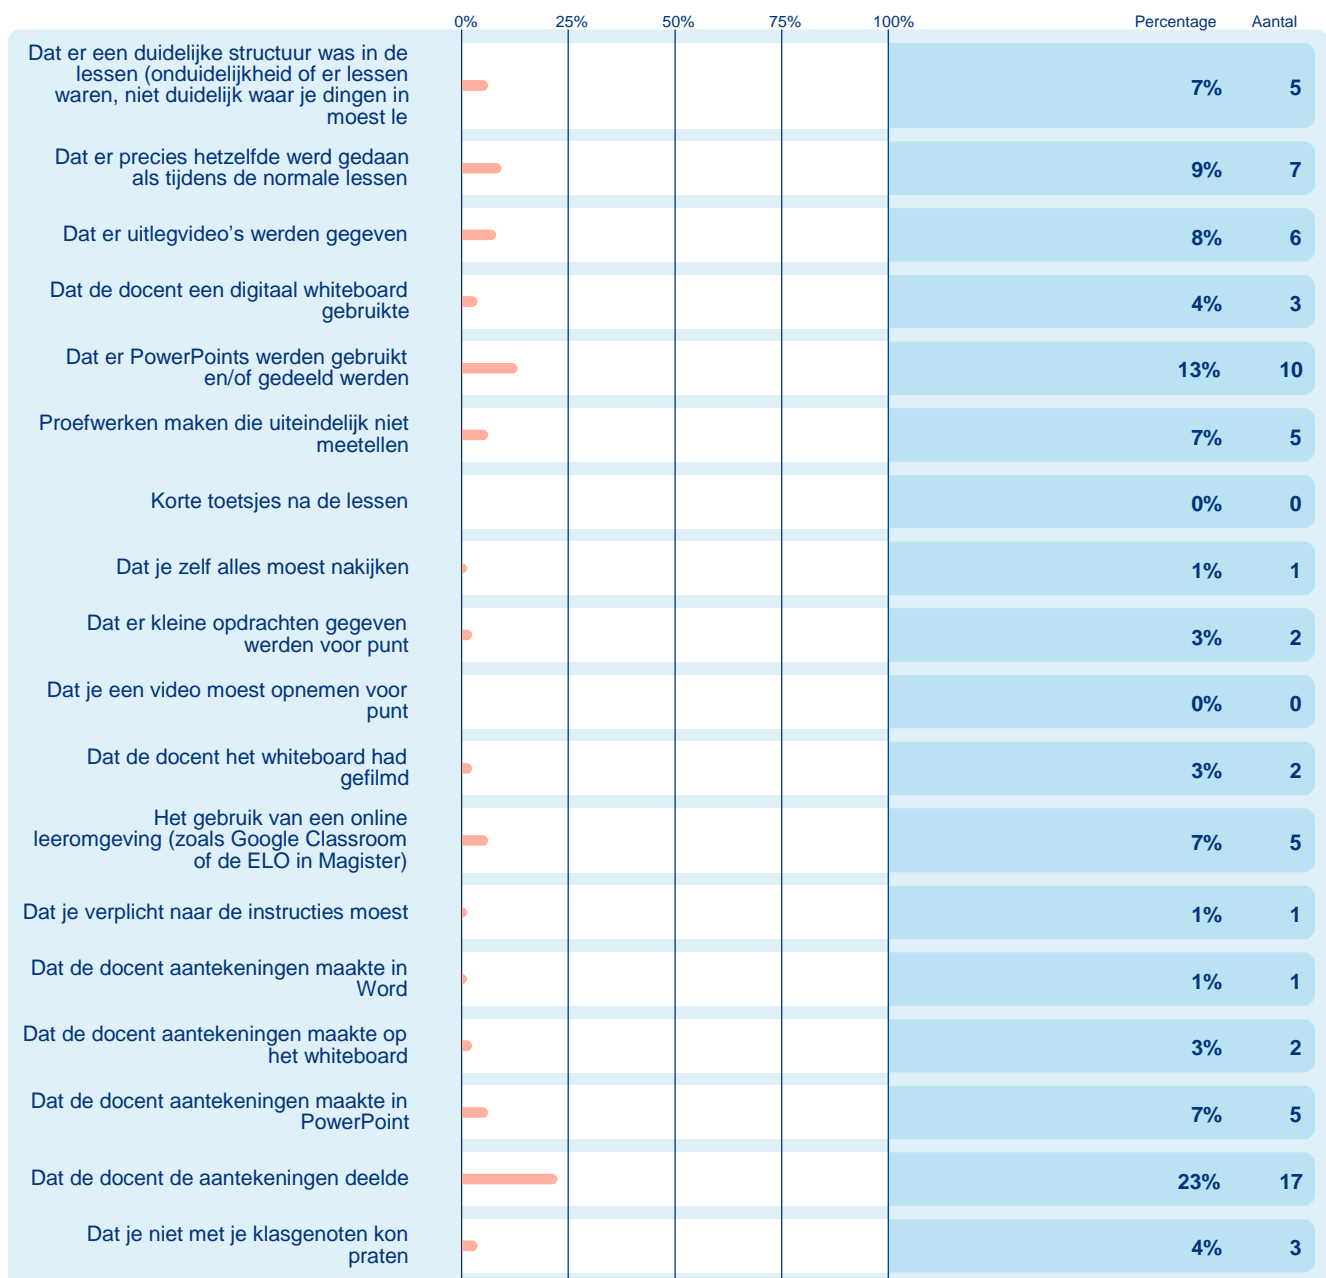 0% 25% 50% 75% 100% Percentage Aantal
Dat er een duidelijke structuur was in de
lessen (onduidelijkheid of er lessen
waren, niet duidelijk waar je dingen in
moest le
7% 5
Dat er precies hetzelfde werd gedaan
als tijdens de normale lessen
9% 7
Dat er uitlegvideo's werden gegeven
8% 6
Dat de docent een digitaal whiteboard
gebruikte
4% 3
Dat er PowerPoints werden gebruikt
en/of gedeeld werden
13% 10
Proefwerken maken die uiteindelijk niet
meetellen
7% 5
Korte toetsjes na de lessen
0% 0
Dat je zelf alles moest nakijken
1% 1
Dat er kleine opdrachten gegeven
werden voor punt
3% 2
Dat je een video moest opnemen voor
punt
0% 0
Dat de docent het whiteboard had
gefilmd
3% 2
Het gebruik van een online
leeromgeving (zoals Google Classroom
of de ELO in Magister)
7% 5
Dat je verplicht naar de instructies moest
1% 1
Dat de docent aantekeningen maakte in
Word
1% 1
Dat de docent aantekeningen maakte op
het whiteboard
3% 2
Dat de docent aantekeningen maakte in
PowerPoint
7% 5
Dat de docent de aantekeningen deelde
23% 17
Dat je niet met je klasgenoten kon
praten
4% 3